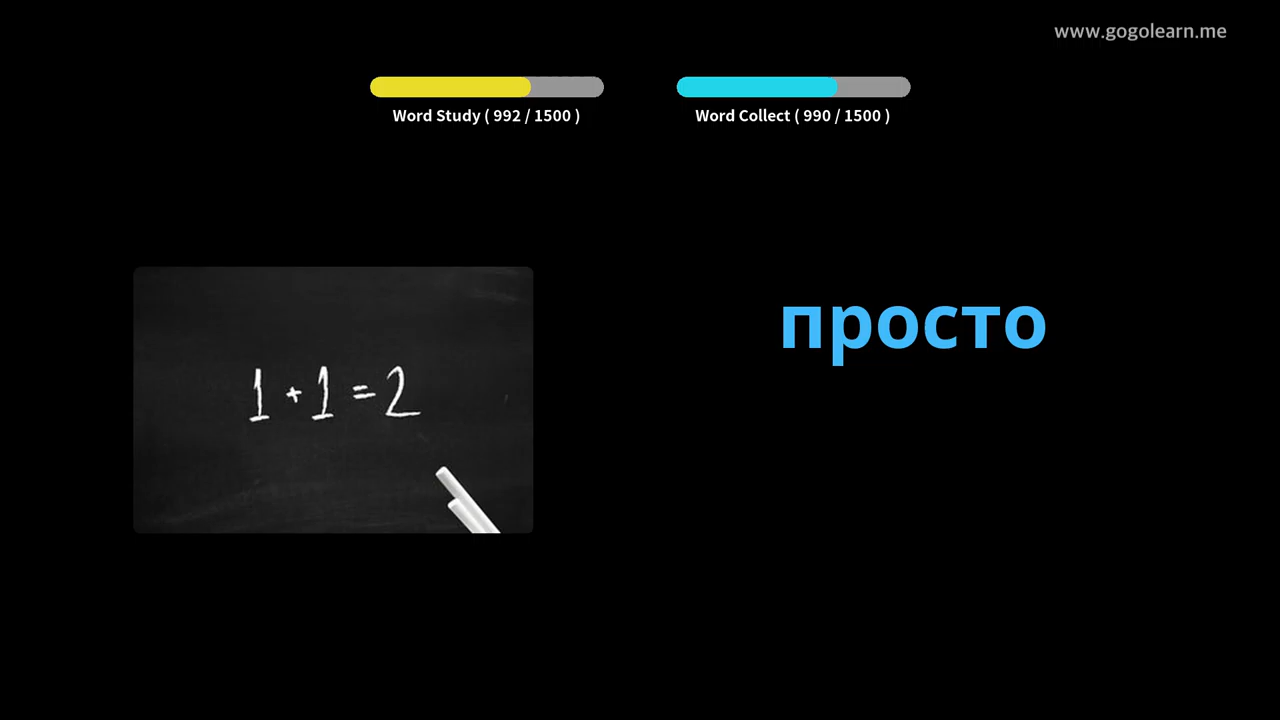 www.gogolearn.me
Word Study ( 992 / 1500 )
Word Collect ( 990 / 1500 )
1 + 1 = 2
просто